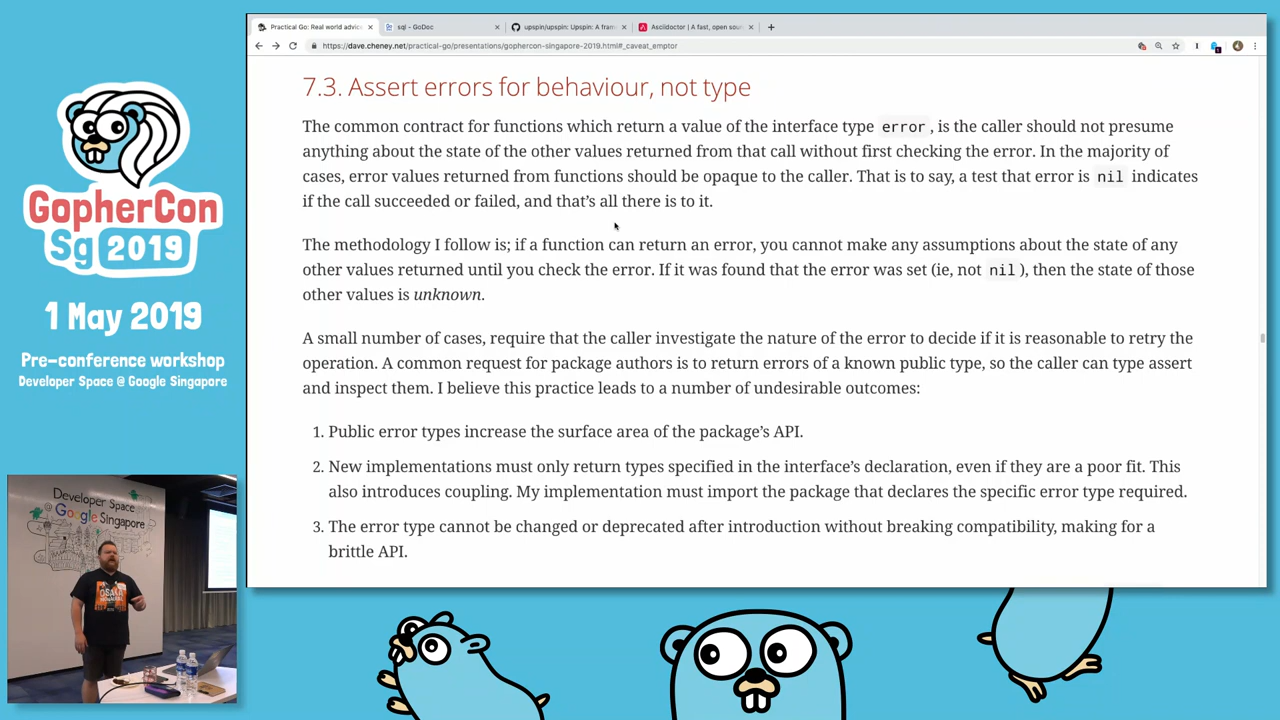 Practical Go: Real world advice
sql - GoDoc
upspin/upspin: Upspin: A fram
Asciidoctor | A fast, open sour
https://dave.cheney.net/practical-go/presentations/gophercon-singapore-2019.html#_caveat_emptor
7.3. Assert errors for behaviour, not type
The common contract for functions which return a value of the interface type error, is the caller should not presume
anything about the state of the other values returned from that call without first checking the error. In the majority of
cases, error values returned from functions should be opaque to the caller. That is to say, a test that error is nil indicates
if the call succeeded or failed, and that’s all there is to it.
The methodology I follow is; if a function can return an error, you cannot make any assumptions about the state of any
other values returned until you check the error. If it was found that the error was set (ie, not nil), then the state of those
other values is unknown.
A small number of cases, require that the caller investigate the nature of the error to decide if it is reasonable to retry the
operation. A common request for package authors is to return errors of a known public type, so the caller can type assert
and inspect them. I believe this practice leads to a number of undesirable outcomes:
1. Public error types increase the surface area of the package’s API.
2. New implementations must only return types specified in the interface’s declaration, even if they are a poor fit. This
also introduces coupling. My implementation must import the package that declares the specific error type required.
3. The error type cannot be changed or deprecated after introduction without breaking compatibility, making for a
brittle API.
GopherCon
Sg 2019
1 May 2019
Pre-conference workshop
Developer Space @ Google Singapore
Developer Space
@ Google Singapore
OSAKA